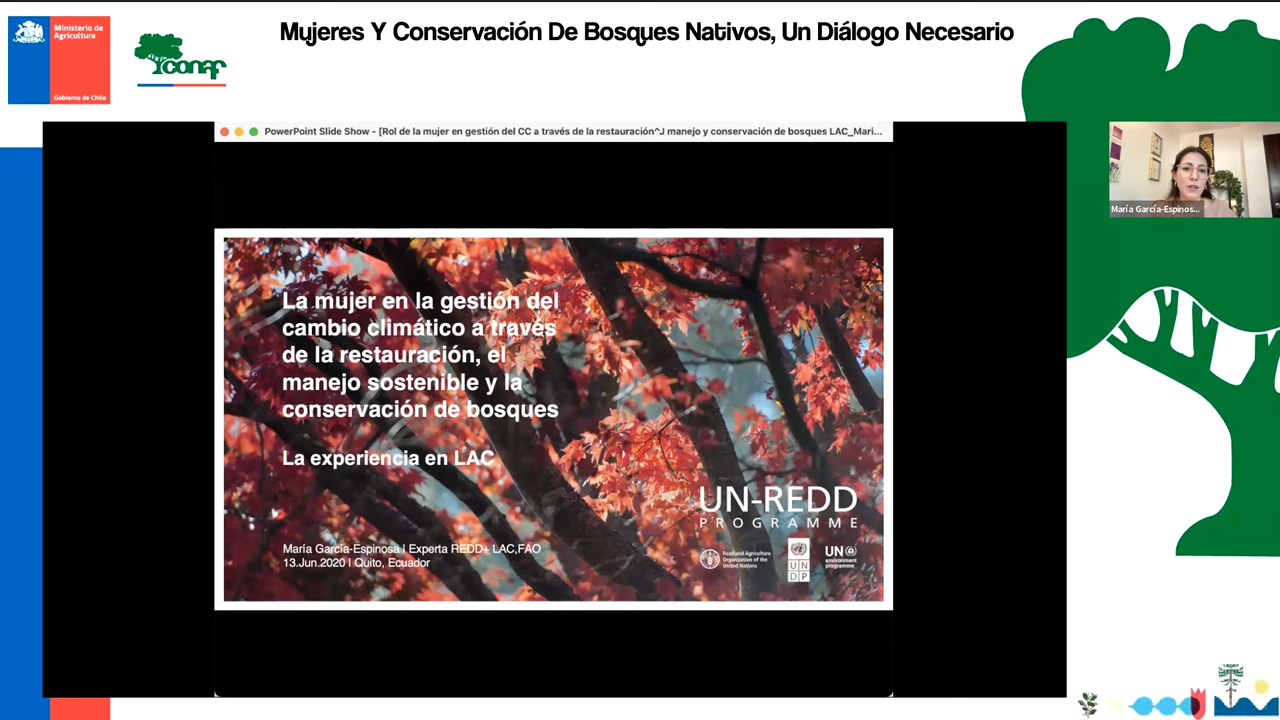 Mujeres Y Conservación De Bosques Nativos, Un Diálogo Necesario
Ministerio de
Agricultura
Gobierno de Chile
conaf
PowerPoint Slide Show - [Rol de la mujer en gestión del CC a través de la restauración^J manejo y conservación de bosques LAC_Mari...
María García-Espinos...
La mujer en la gestión del
cambio climático a través
de la restauración, el
manejo sostenible y la
conservación de bosques
La experiencia en LAC
UN-REDD
PROGRAMME
María García-Espinosa I Experta REDD+ LAC,FAO
13.Jun.2020 I Quito, Ecuador
Food and Agriculture
Organization of the
United Nations
UN
DP
UN
environment
programme